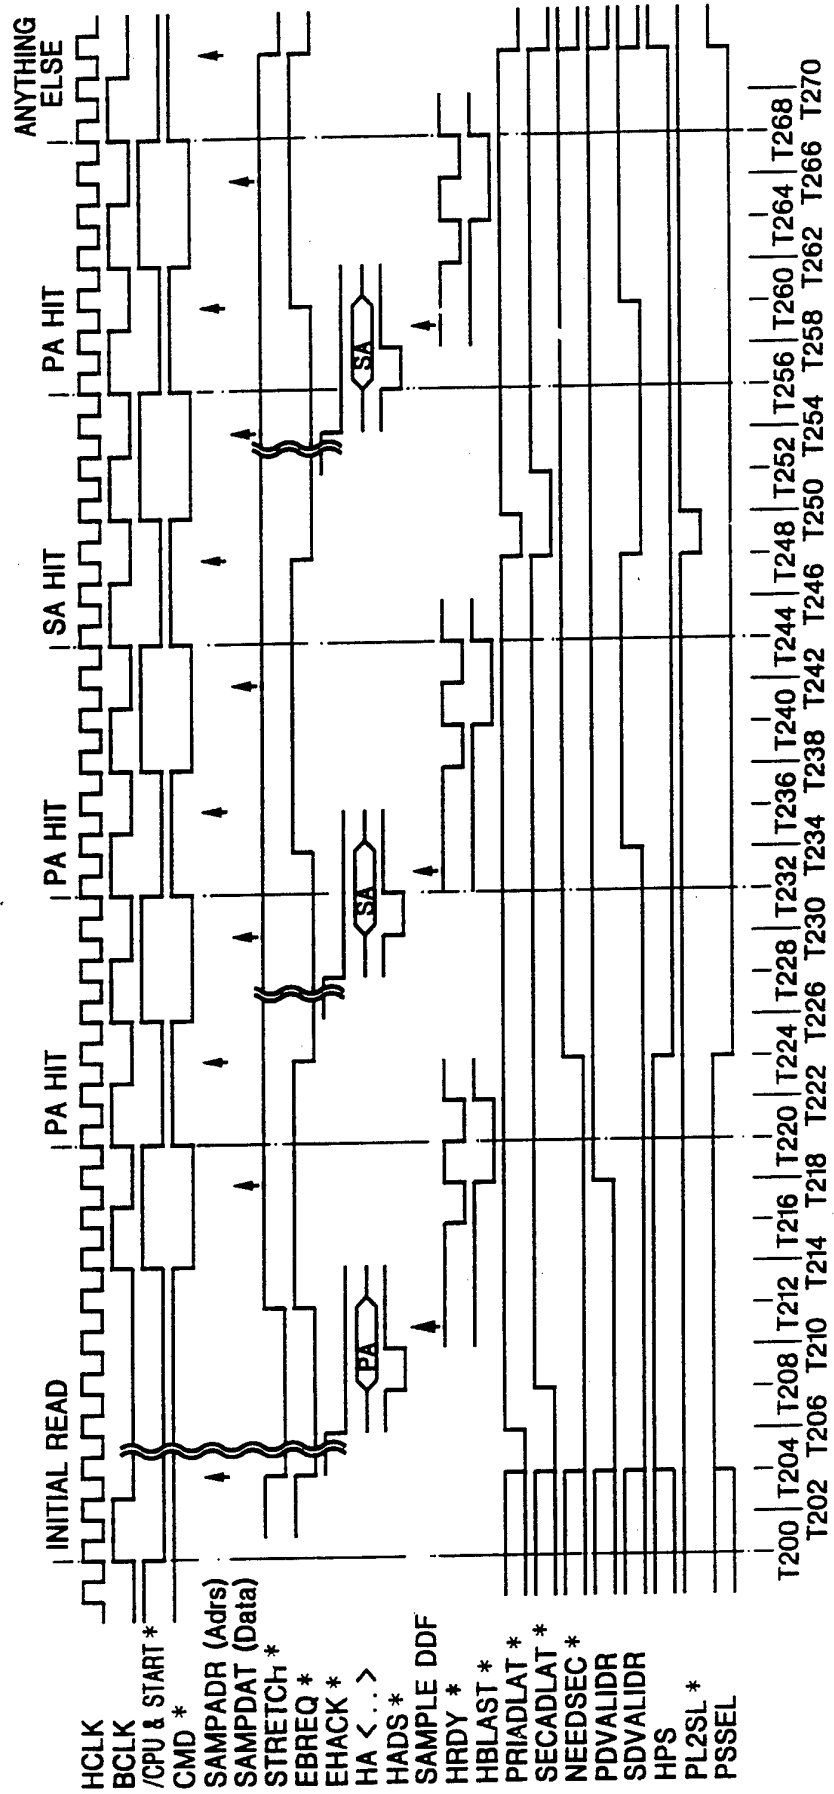 INITIAL READ
PA HIT
PA HIT
SA HIT
PA HIT
ANYTHING
ELSE
HCLK
BCLK
/CPU & START *
CMD *
SAMPADR (Adrs)
SAMPDAT (Data)
STRETCH *
EBREQ *
EHACK *
HA < . . >
PA
SA
SA
HADS *
SAMPLE DDF
HRDY *
HBLAST *
PRIADLAT *
SECADLAT *
NEEDSEC *
PDVALIDR
SDVALIDR
HPS
PL2SL *
PSSEL
T200 T204 T208 T212 T216 T220 T224 T228 T232 T236 T240 T244 T248 T252 T256 T260 T264 T268
T202 T206 T210 T214 T218 T222 T226 T230 T234 T238 T242 T246 T250 T254 T258 T262 T266 T270